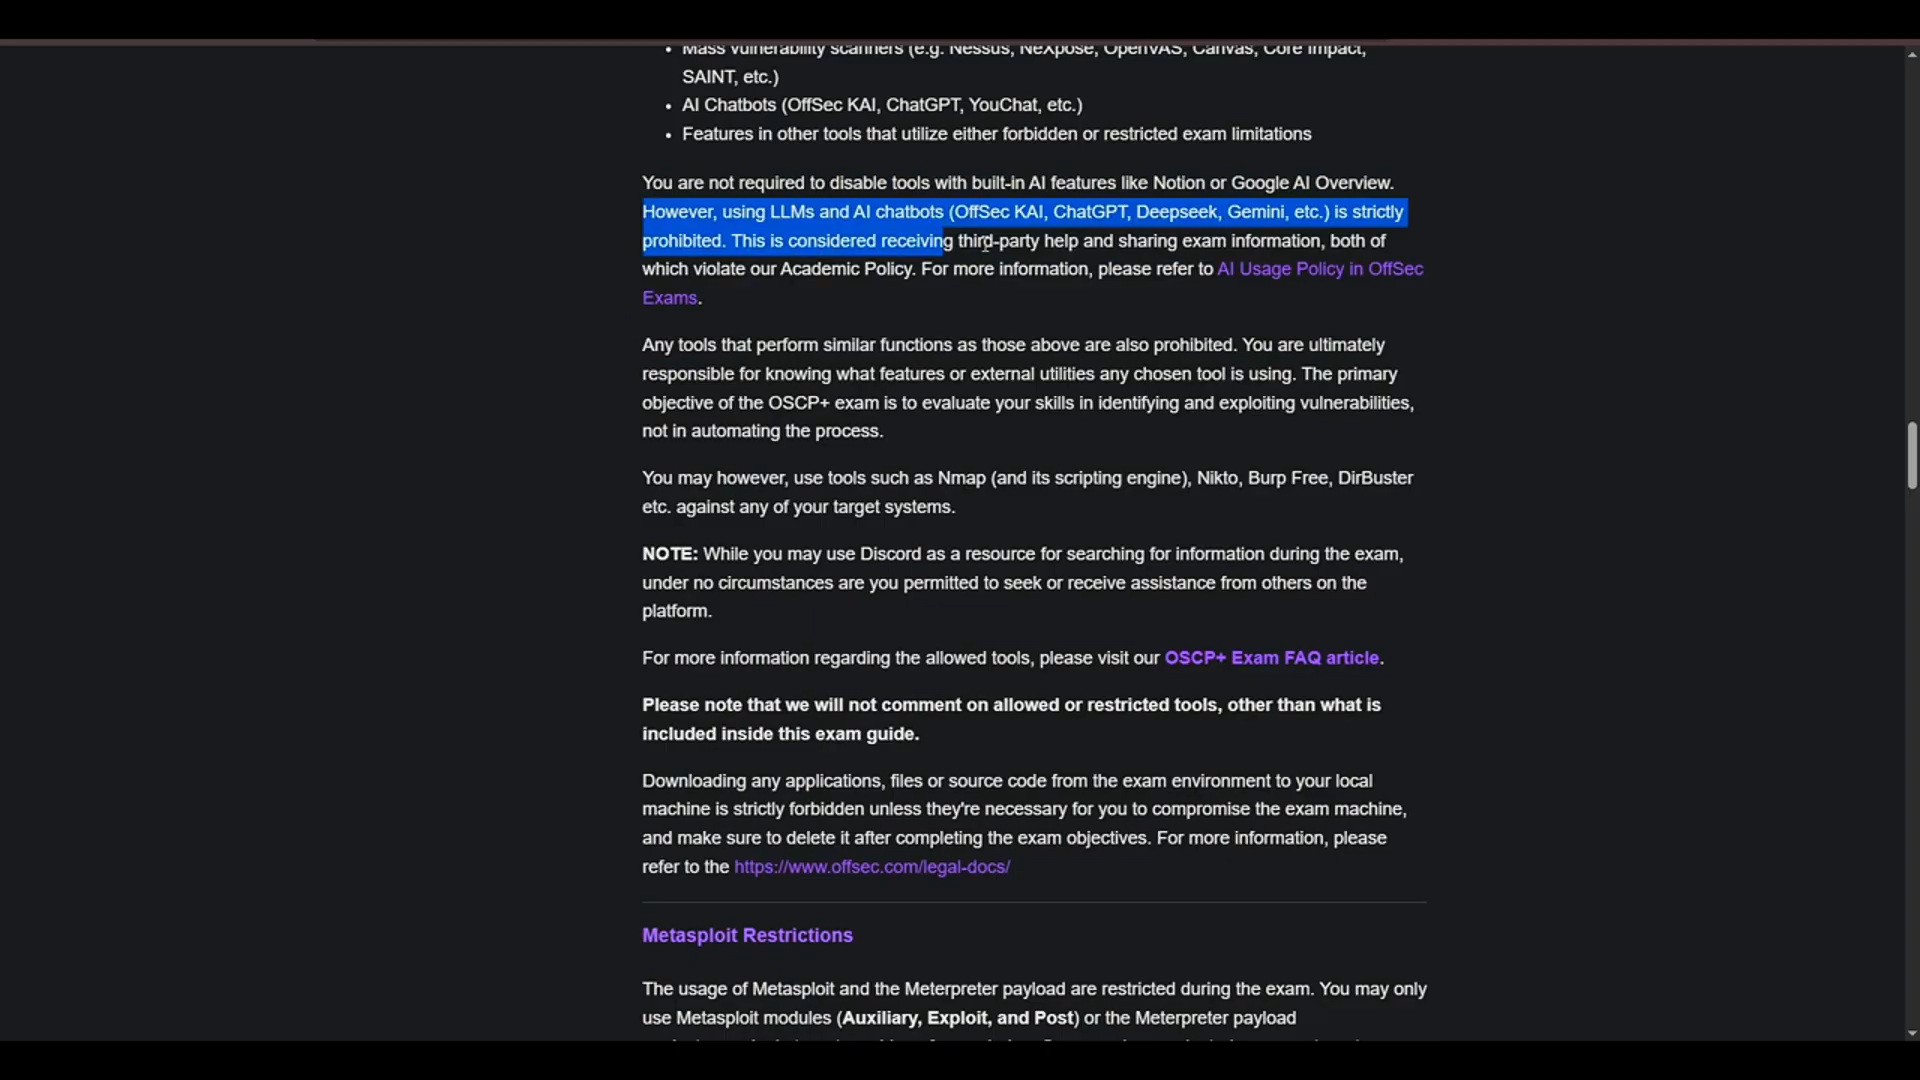 • Mass vulnerability scanners (e.g. Nessus, NeXpose, OpenVAS, Canvas, Core Impact,
SAINT, etc.)
• AI Chatbots (OffSec KAI, ChatGPT, YouChat, etc.)
• Features in other tools that utilize either forbidden or restricted exam limitations
You are not required to disable tools with built-in AI features like Notion or Google AI Overview.
However, using LLMs and AI chatbots (OffSec KAI, ChatGPT, Deepseek, Gemini, etc.) is strictly
prohibited. This is considered receiving third-party help and sharing exam information, both of
which violate our Academic Policy. For more information, please refer to AI Usage Policy in OffSec
Exams.
Any tools that perform similar functions as those above are also prohibited. You are ultimately
responsible for knowing what features or external utilities any chosen tool is using. The primary
objective of the OSCP+ exam is to evaluate your skills in identifying and exploiting vulnerabilities,
not in automating the process.
You may however, use tools such as Nmap (and its scripting engine), Nikto, Burp Free, DirBuster
etc. against any of your target systems.
NOTE: While you may use Discord as a resource for searching for information during the exam,
under no circumstances are you permitted to seek or receive assistance from others on the
platform.
For more information regarding the allowed tools, please visit our OSCP+ Exam FAQ article.
Please note that we will not comment on allowed or restricted tools, other than what is
included inside this exam guide.
Downloading any applications, files or source code from the exam environment to your local
machine is strictly forbidden unless they're necessary for you to compromise the exam machine,
and make sure to delete it after completing the exam objectives. For more information, please
refer to the https://www.offsec.com/legal-docs/
Metasploit Restrictions
The usage of Metasploit and the Meterpreter payload are restricted during the exam. You may only
use Metasploit modules (Auxiliary, Exploit, and Post) or the Meterpreter payload